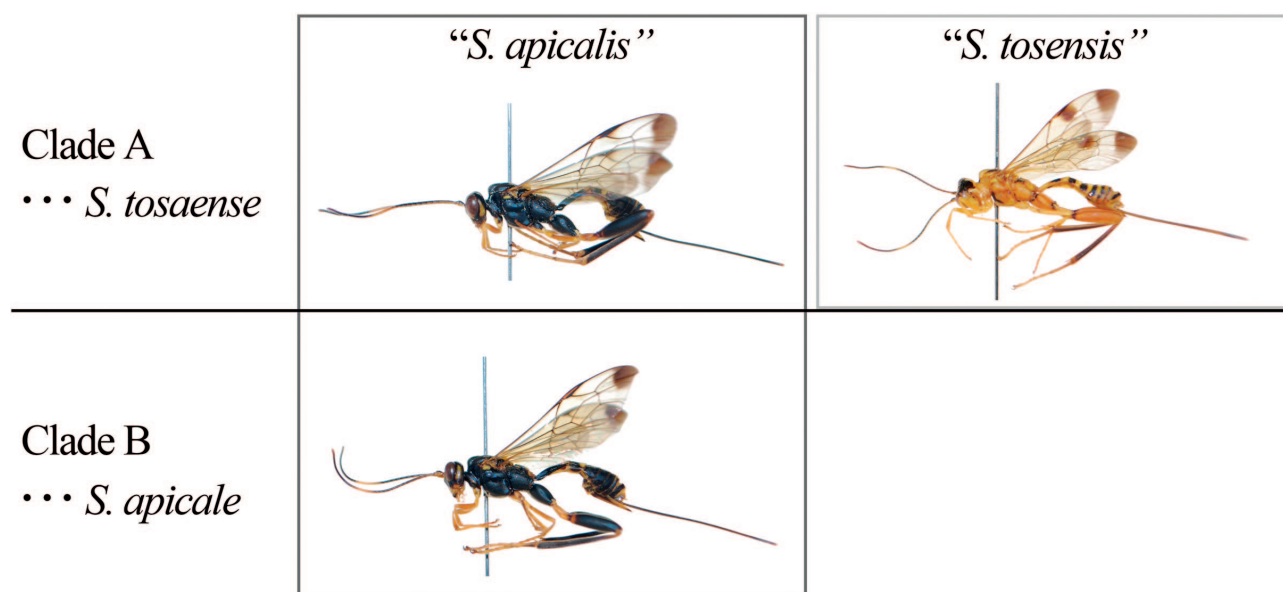 “S. apicalis”
“S. tosensis”
Clade A
··· S. tosaense
Clade B
··· S. apicale